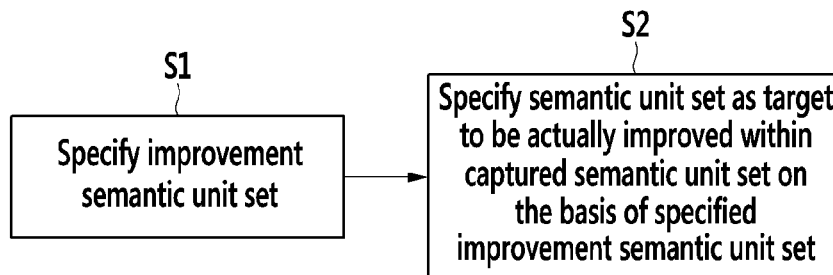 S1
Specify improvement
semantic unit set
S2
Specify semantic unit set as target
to be actually improved within
captured semantic unit set on
the basis of specified
improvement semantic unit set